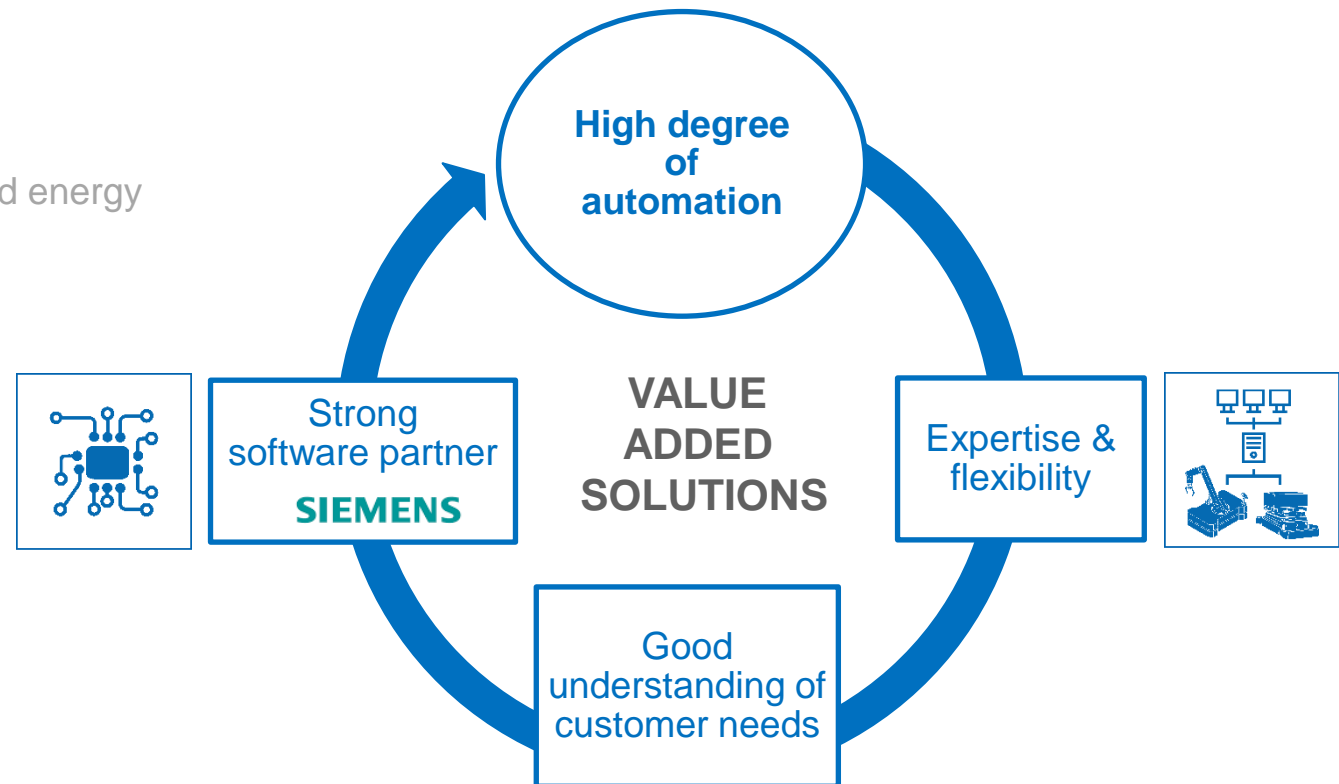 High degree
of
automation
d energy
Strong
software partner
SIEMENS
VALUE
ADDED
SOLUTIONS
Expertise &
flexibility
Good
understanding of
customer needs